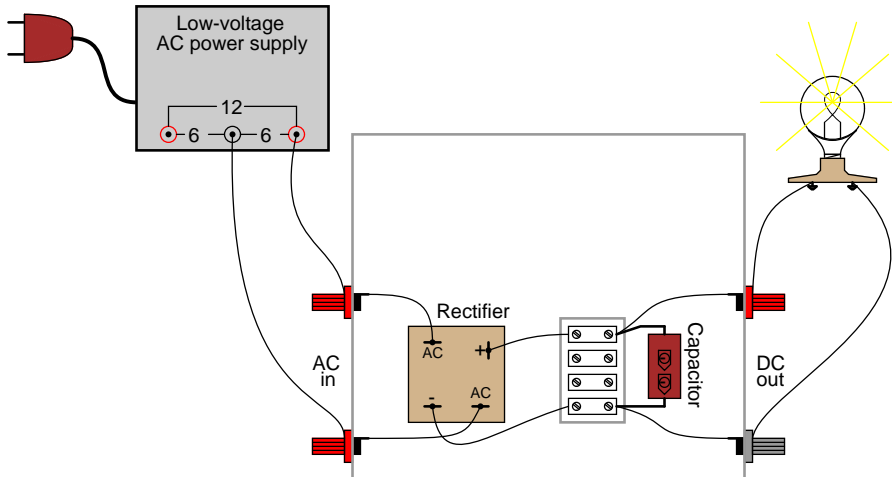 Low-voltage
AC power supply
12
6 6
Rectifier
AC
+
- AC
AC
in
Capacitor
DC
out